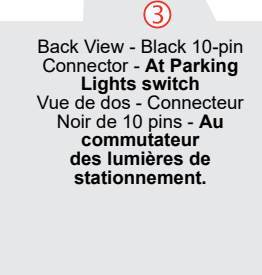 ③
Back View - Black 10-pin
Connector - At Parking
Lights switch
Vue de dos - Connecteur
Noir de 10 pins - Au
commutateur
des lumières de
stationnement.